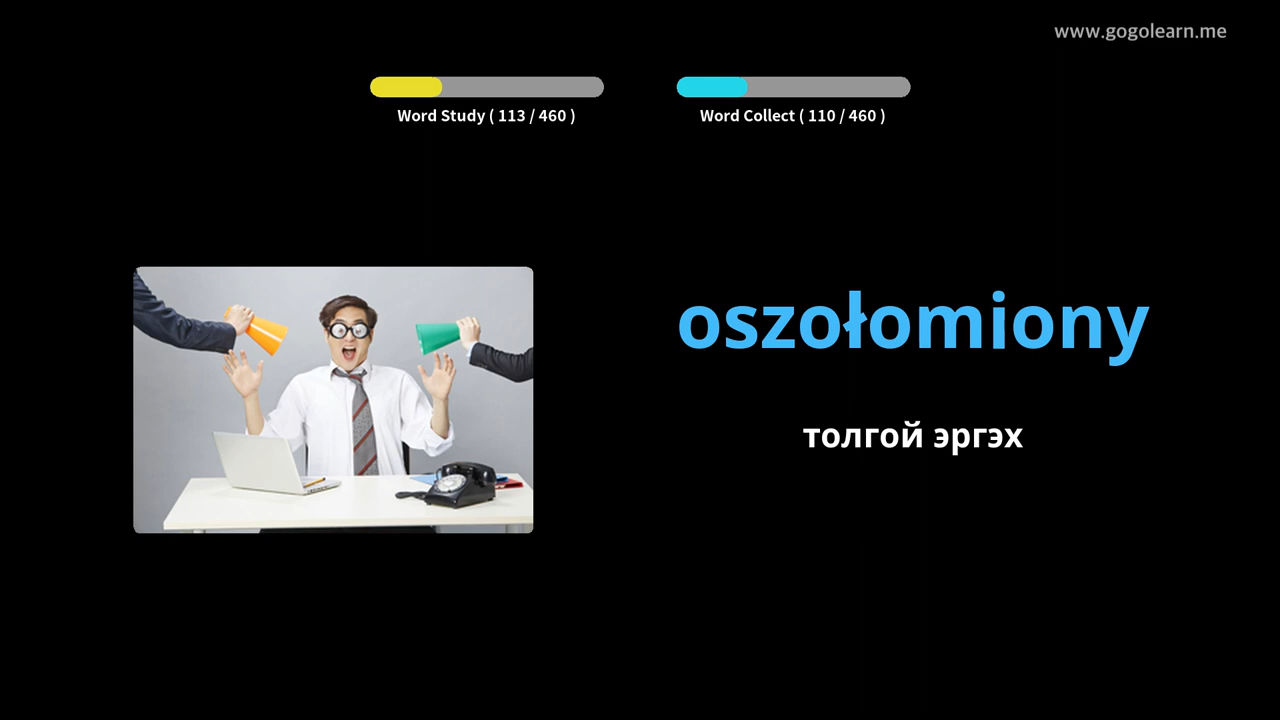 www.gogolearn.me
Word Study ( 113 / 460 )
Word Collect ( 110 / 460 )
oszołomiony
толгой эргэх